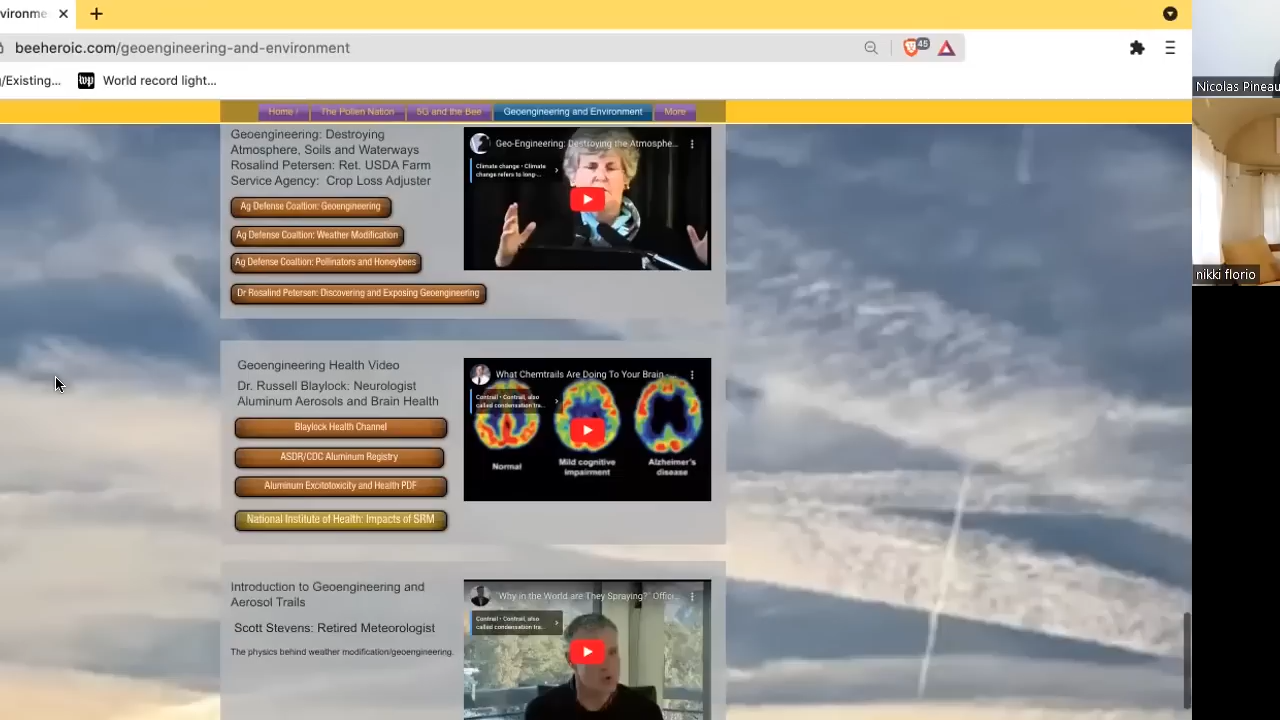 vironme
beeheroic.com/geoengineering-and-environment
45
/Existing...
wp
World record light...
Nicolas Pineau
Home /
The Pollen Nation
5G and the Bee
Geoengineering and Environment
More
Geoengineering: Destroying
Atmosphere, Soils and Waterways
Rosalind Petersen: Ret. USDA Farm
Service Agency: Crop Loss Adjuster
Ag Defense Coaltion: Geoengineering
Ag Defense Coaltion: Weather Modification
Ag Defense Coaltion: Pollinators and Honeybees
Dr Rosalind Petersen: Discovering and Exposing Geoengineering
Geo-Engineering: Destroying the Atmosphe...
Climate change • Climate
change refers to long-...
nikki florio
Geoengineering Health Video
Dr. Russell Blaylock: Neurologist
Aluminum Aerosols and Brain Health
Blaylock Health Channel
ASDR/CDC Aluminum Registry
Aluminum Excitotoxicity and Health PDF
National Institute of Health: Impacts of SRM
What Chemtrails Are Doing To Your Brain -...
Contrail • Contrail, also
called condensation tra...
Normal
Mild cognitive
impairment
Alzheimer's
disease
Introduction to Geoengineering and
Aerosol Trails
Scott Stevens: Retired Meteorologist
The physics behind weather modification/geoengineering.
"Why in the World are They Spraying?" Offic...
Contrail • Contrail, also
called condensation tra...